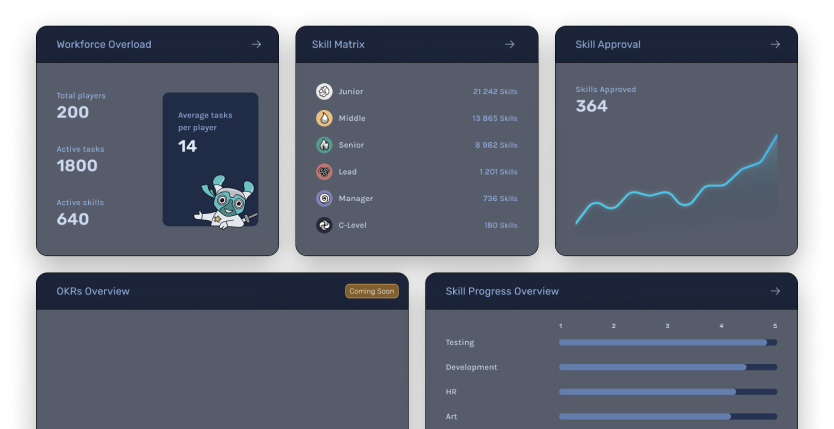 Workforce Overload
Total players
200
Active tasks
1800
Active skills
640
Average tasks
per player
14
Skill Matrix
Junior 21 242 Skills
Middle 13 865 Skills
Senior 8 982 Skills
Lead 1 201 Skills
Manager 736 Skills
C-Level 180 Skills
Skill Approval
Skills Approved
364
OKRs Overview Coming Soon
Skill Progress Overview
1 2 3 4 5
Testing
Development
HR
Art